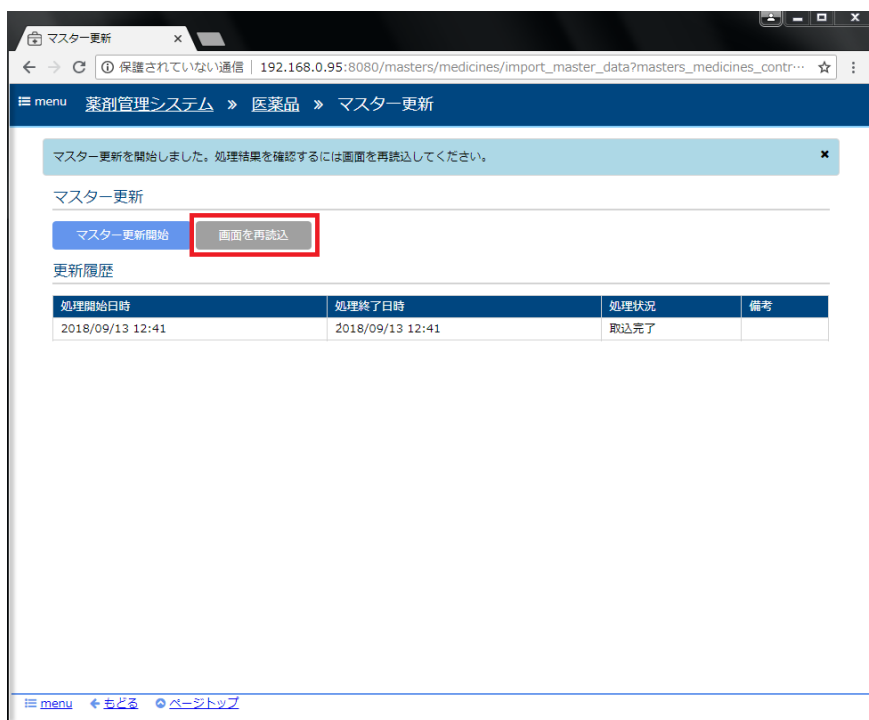 マスター更新
保護されていない通信 | 192.168.0.95:8080/masters/medicines/import_master_data?masters_medicines_contr…
menu 薬剤管理システム » 医薬品 » マスター更新
マスター更新を開始しました。処理結果を確認するには画面を再読込してください。
マスター更新
マスター更新開始 画面を再読込
更新履歴
処理開始日時 処理終了日時 処理状況 備考
2018/09/13 12:41 2018/09/13 12:41 取込完了
menu もどる ページトップ